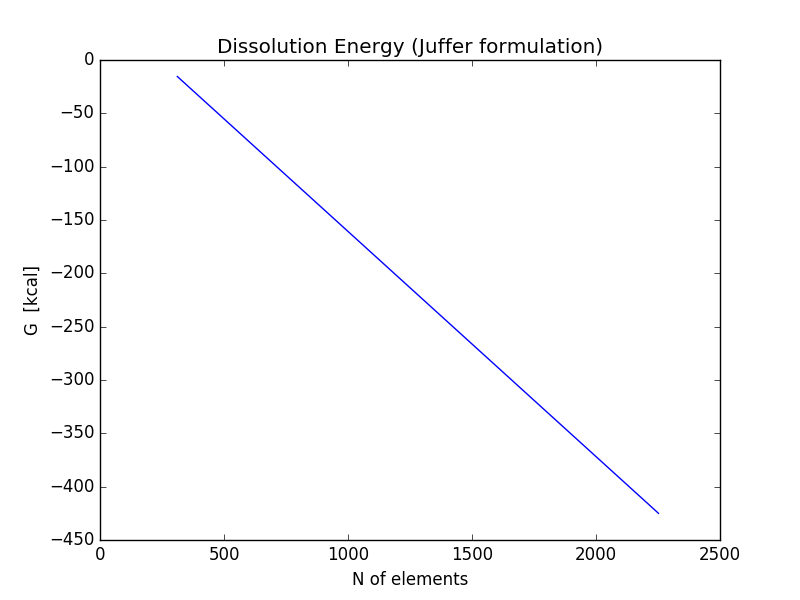 Dissolution Energy (Juffer formulation)
0
−50
−100
−150
−200
−250
−300
−350
−400
−450
G [kcal]
0 500 1000 1500 2000 2500
N of elements